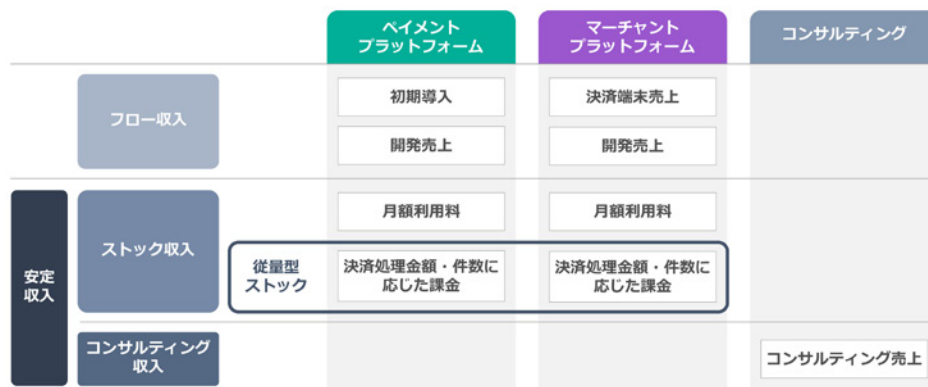 ペイメント
プラットフォーム
マーチャント
プラットフォーム
コンサルティング
フロー収入
初期導入
決済端末売上
開発売上
開発売上
安定
収入
ストック収入
月額利用料
月額利用料
従量型
ストック
決済処理金額・件数に
応じた課金
決済処理金額・件数に
応じた課金
コンサルティング
収入
コンサルティング売上